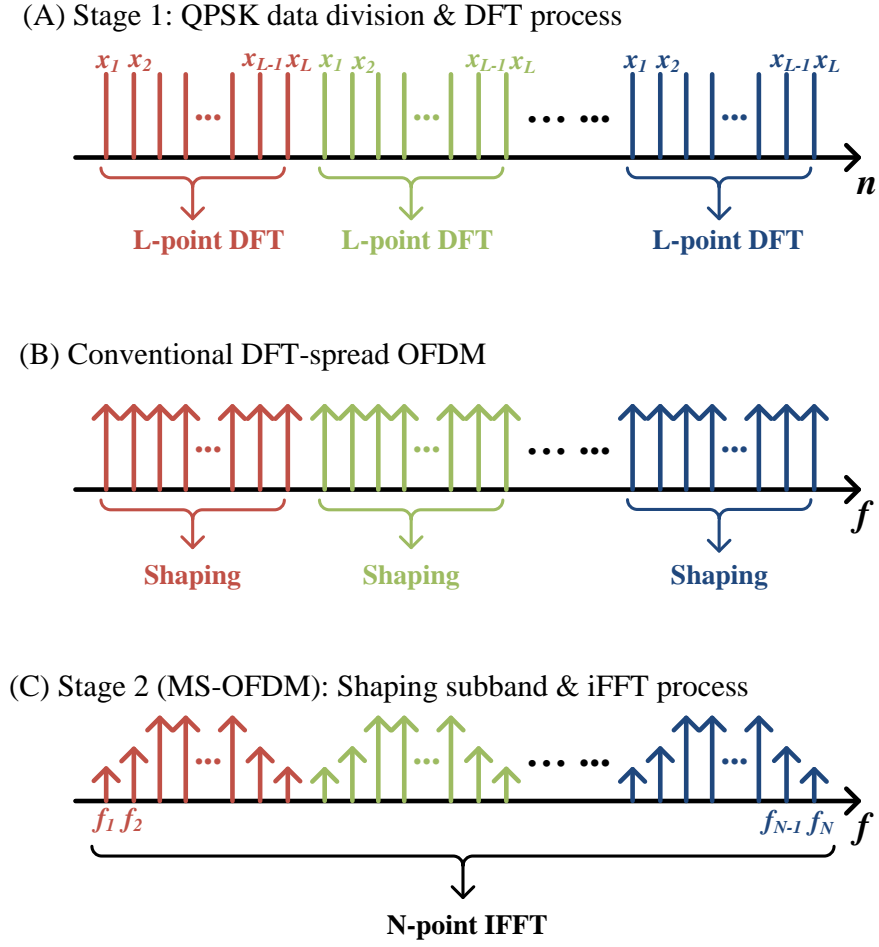 (A) Stage 1: QPSK data division & DFT process
x1 x2 xL-1 xL x1 x2 xL-1 xL x1 x2 xL-1 xL
... ... ... ... ...
n
L-point DFT L-point DFT L-point DFT
(B) Conventional DFT-spread OFDM
... ... ... ... ...
f
Shaping Shaping Shaping
(C) Stage 2 (MS-OFDM): Shaping subband & iFFT process
... ... ... ... ...
f1 f2 fN-1 fN f
N-point IFFT